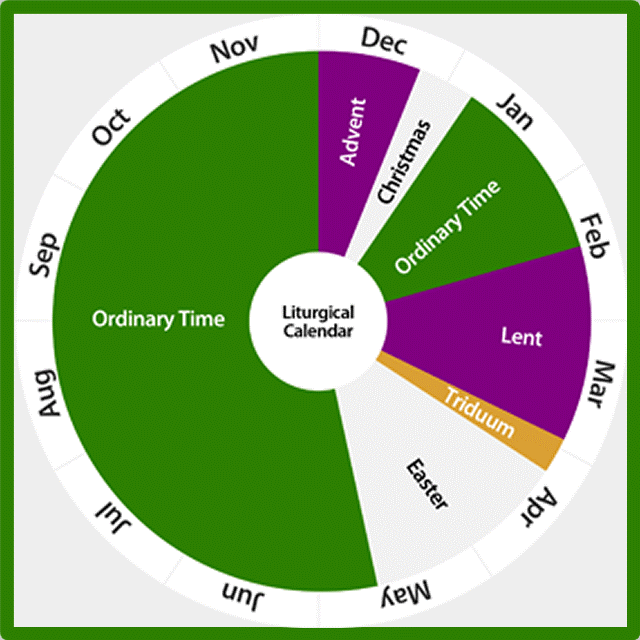 Dec
Jan
Feb
Mar
Apr
May
Jun
Jul
Aug
Sep
Oct
Nov
Advent
Christmas
Ordinary Time
Lent
Triduum
Easter
Ordinary Time
Liturgical
Calendar